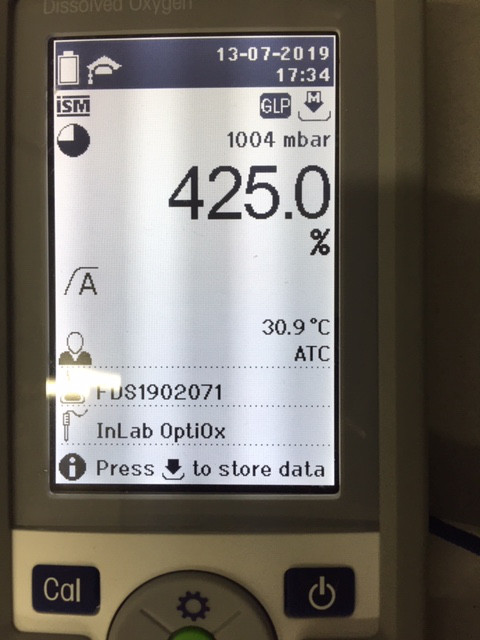 Dissolved Oxygen
13-07-2019
17:34
iSM
GLP
M
1004 mbar
425.0
%
A
30.9 °C
ATC
FDS1902071
InLab OptiOx
i Press to store data
Cal